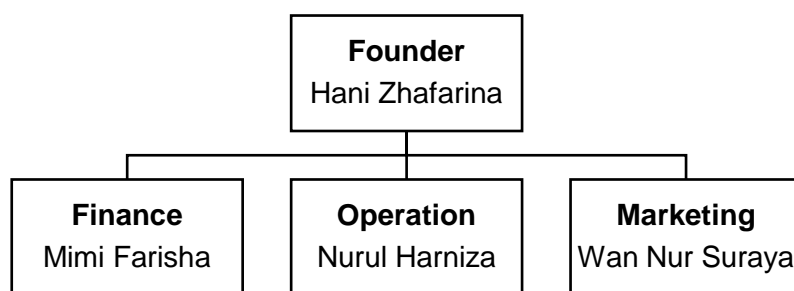 Founder
Hani Zhafarina
Finance
Mimi Farisha
Operation
Nurul Harniza
Marketing
Wan Nur Suraya